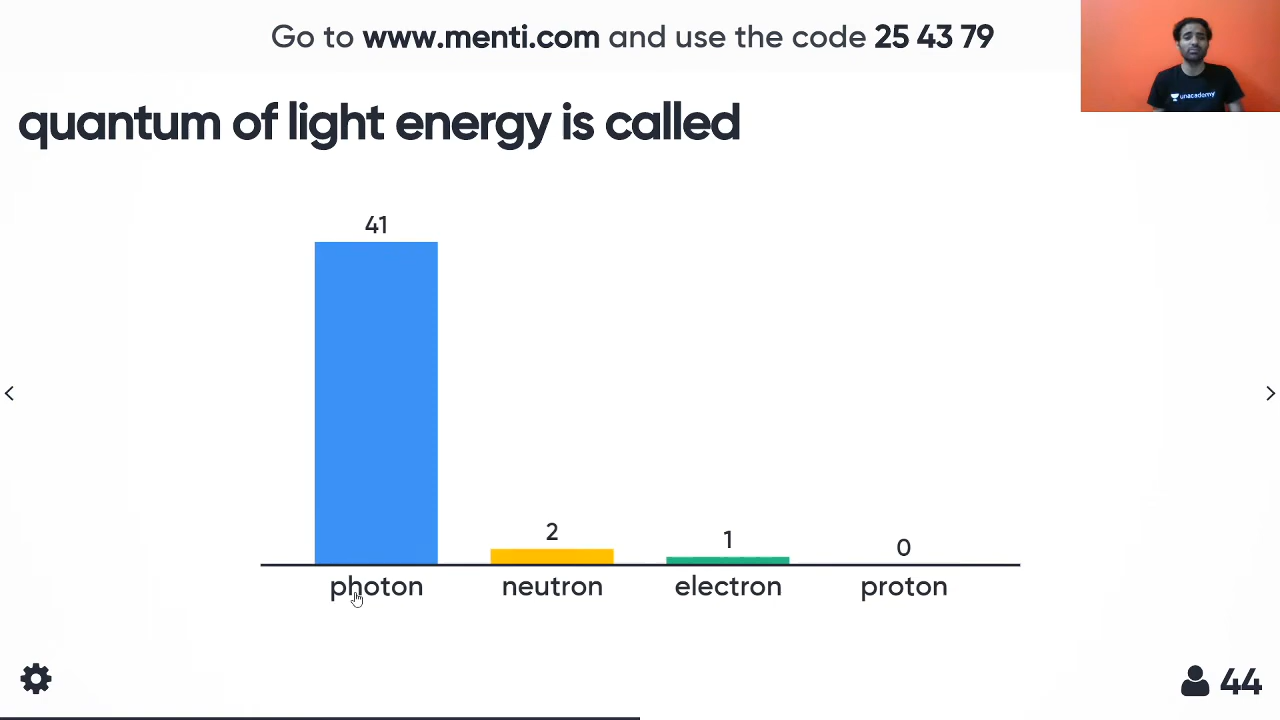 Go to www.menti.com and use the code 25 43 79
unacademy
quantum of light energy is called
41
2
1
0
photon
neutron
electron
proton
44